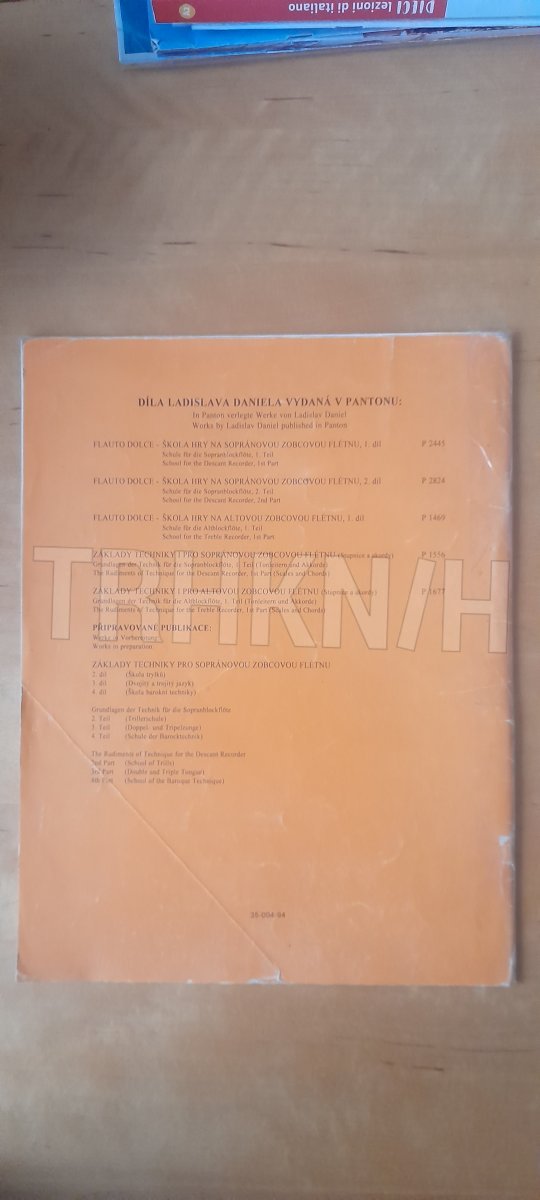 DIECI lezioni di italiano
A2
DÍLA LADISLAVA DANIELA VYDANÁ V PANTONU:
In Panton verlegte Werke von Ladislav Daniel
Works by Ladislav Daniel published in Panton
FLAUTO DOLCE - ŠKOLA HRY NA SOPRÁNOVOU ZOBCOVOU FLÉTNU, 1. díl P 2445
Schule für die Sopranblockflöte, 1. Teil
School for the Descant Recorder, 1st Part
FLAUTO DOLCE - ŠKOLA HRY NA SOPRÁNOVOU ZOBCOVOU FLÉTNU, 2. díl P 2824
Schule für die Sopranblockflöte, 2. Teil
School for the Descant Recorder, 2nd Part
FLAUTO DOLCE - ŠKOLA HRY NA ALTOVOU ZOBCOVOU FLÉTNU, 1. díl P 1469
Schule für die Altblockflöte, 1. Teil
School for the Treble Recorder, 1st Part
ZÁKLADY TECHNIKY I PRO SOPRÁNOVOU ZOBCOVOU FLÉTNU (Stupnice a akordy) P 1556
Grundlagen der Technik für die Sopranblockflöte, 1. Teil (Tonleitern und Akkorde)
The Rudiments of Technique for the Descant Recorder, 1st Part (Scales and Chords)
ZÁKLADY TECHNIKY I PRO ALTOVOU ZOBCOVOU FLÉTNU (Stupnice a akordy) P 1677
Grundlagen der Technik für die Altblockflöte, 1. Teil (Tonleitern und Akkorde)
The Rudiments of Technique for the Treble Recorder, 1st Part (Scales and Chords)
PŘIPRAVOVANÉ PUBLIKACE:
Werke in Vorbereitung:
Works in preparation:
ZÁKLADY TECHNIKY PRO SOPRÁNOVOU ZOBCOVOU FLÉTNU
2. díl (Škola trylků)
3. díl (Dvojitý a trojitý jazyk)
4. díl (Škola barokní techniky)
Grundlagen der Technik für die Sopranblockflöte
2. Teil (Trillerschule)
3. Teil (Doppel- und Tripelzunge)
4. Teil (Schule der Barocktechnik)
The Rudiments of Technique for the Descant Recorder
2nd Part (School of Trills)
3rd Part (Double and Triple Tongue)
4th Part (School of the Baroque Technique)
35-004-84